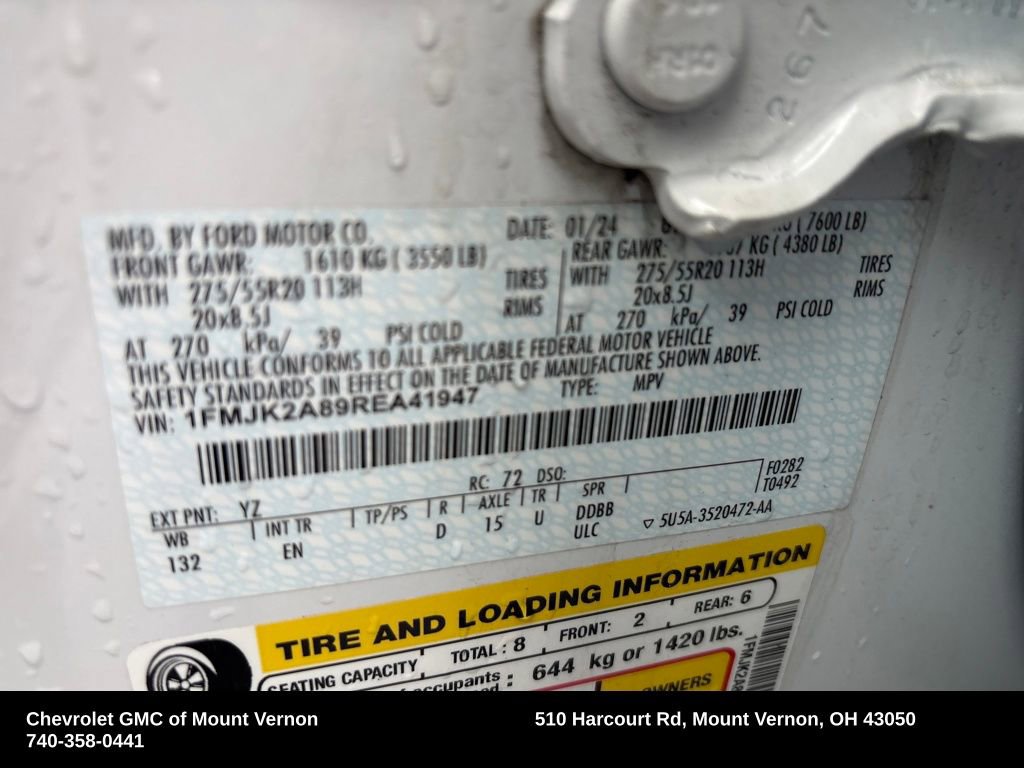 267
MFD. BY FORD MOTOR CO. DATE: 01/24 ( 7600 LB)
FRONT GAWR: 1610 KG ( 3550 LB) REAR GAWR: KG ( 4380 LB)
WITH 275/55R20 113H TIRES WITH 275/55R20 113H TIRES
20x8.5J RIMS 20x8.5J RIMS
AT 270 kPa/ 39 PSI COLD AT 270 kPa/ 39 PSI COLD
THIS VEHICLE CONFORMS TO ALL APPLICABLE FEDERAL MOTOR VEHICLE
SAFETY STANDARDS IN EFFECT ON THE DATE OF MANUFACTURE SHOWN ABOVE.
VIN: 1FMJK2A89REA41947 TYPE: MPV
EXT PNT: YZ RC: 72 DSO: F0282
WB INT TR TP/PS R AXLE TR SPR T0492
132 EN D 15 U DDBB
ULC 5U5A-3520472-AA
TIRE AND LOADING INFORMATION
SEATING CAPACITY TOTAL : 8 FRONT: 2 REAR: 6
occupants : 644 kg or 1420 lbs.
OWNERS
Chevrolet GMC of Mount Vernon 510 Harcourt Rd, Mount Vernon, OH 43050
740-358-0441